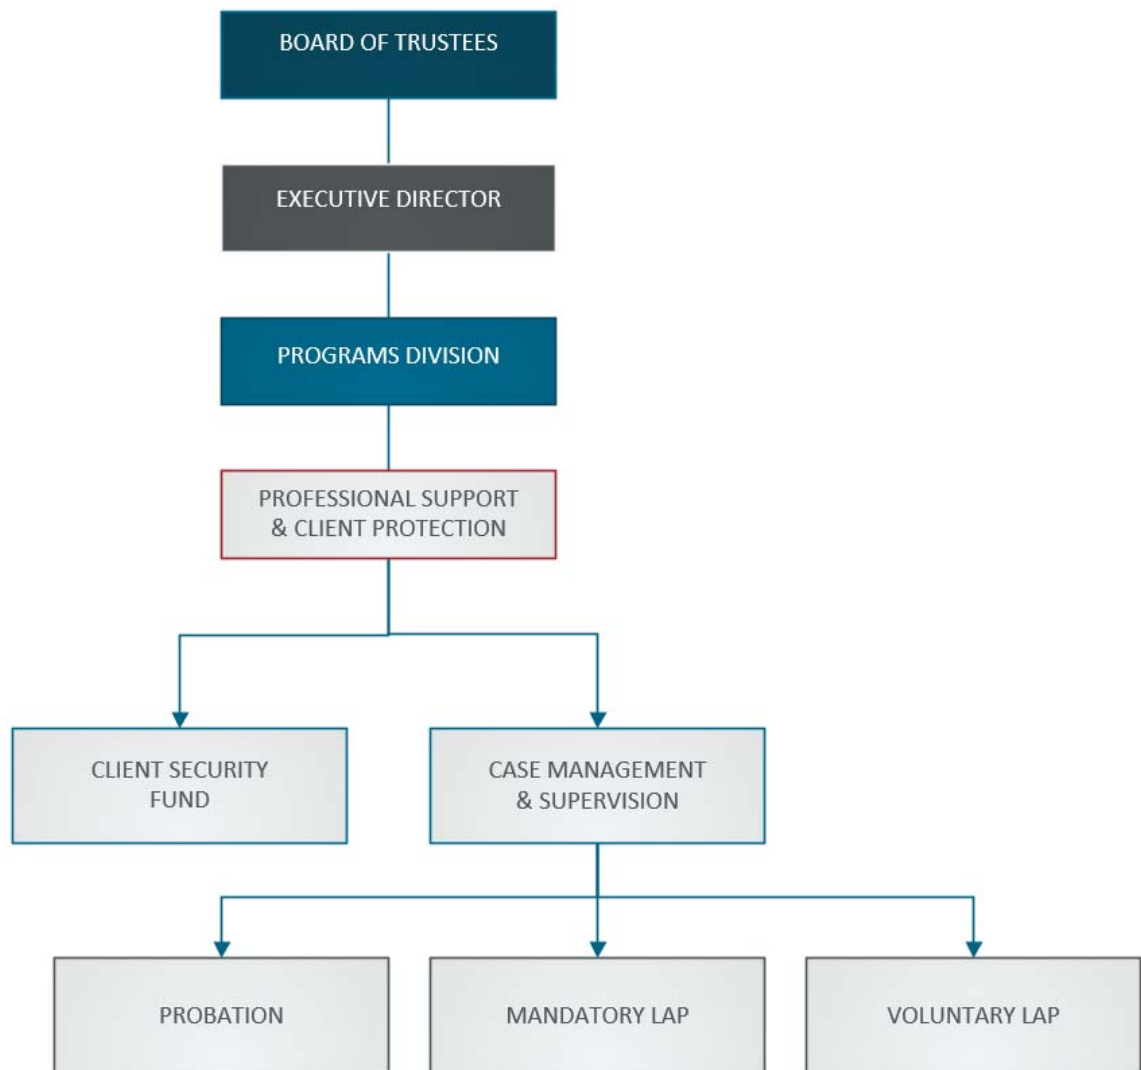 BOARD OF TRUSTEES
EXECUTIVE DIRECTOR
PROGRAMS DIVISION
PROFESSIONAL SUPPORT
& CLIENT PROTECTION
CLIENT SECURITY
FUND
CASE MANAGEMENT
& SUPERVISION
PROBATION
MANDATORY LAP
VOLUNTARY LAP